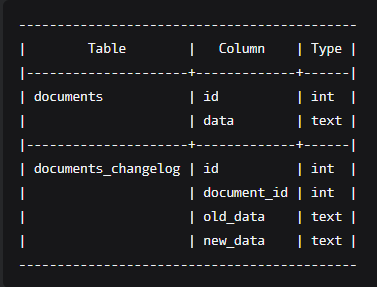 --------------------------------------------
|        Table        |   Column    | Type |
|---------------------+-------------+------|
| documents           | id          | int  |
|                     | data        | text |
|---------------------+-------------+------|
| documents_changelog | id          | int  |
|                     | document_id | int  |
|                     | old_data    | text |
|                     | new_data    | text |
--------------------------------------------